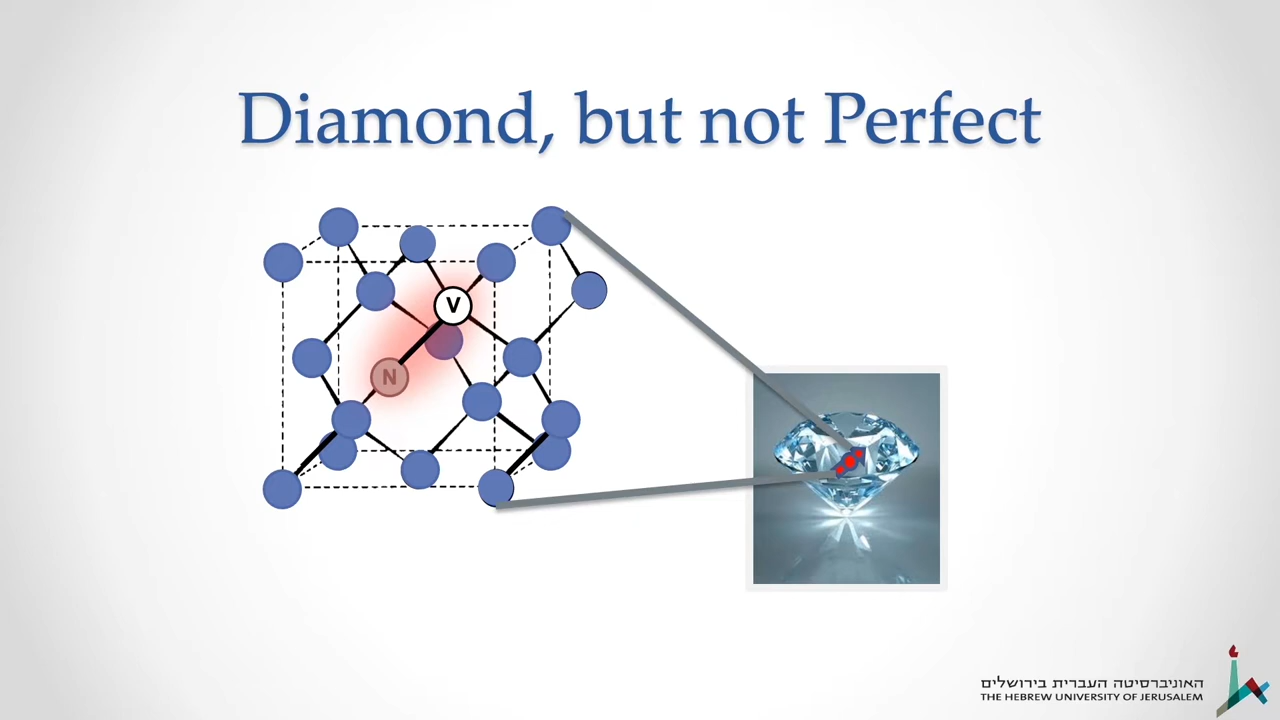 Diamond, but not Perfect
V
N
האוניברסיטה העברית בירושלים
THE HEBREW UNIVERSITY OF JERUSALEM